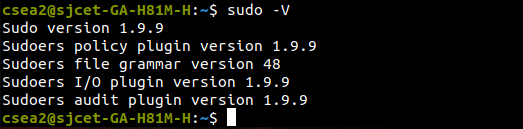 csea2@sjcet-GA-H81M-H:~$ sudo -V
Sudo version 1.9.9
Sudoers policy plugin version 1.9.9
Sudoers file grammar version 48
Sudoers I/O plugin version 1.9.9
Sudoers audit plugin version 1.9.9
csea2@sjcet-GA-H81M-H:~$